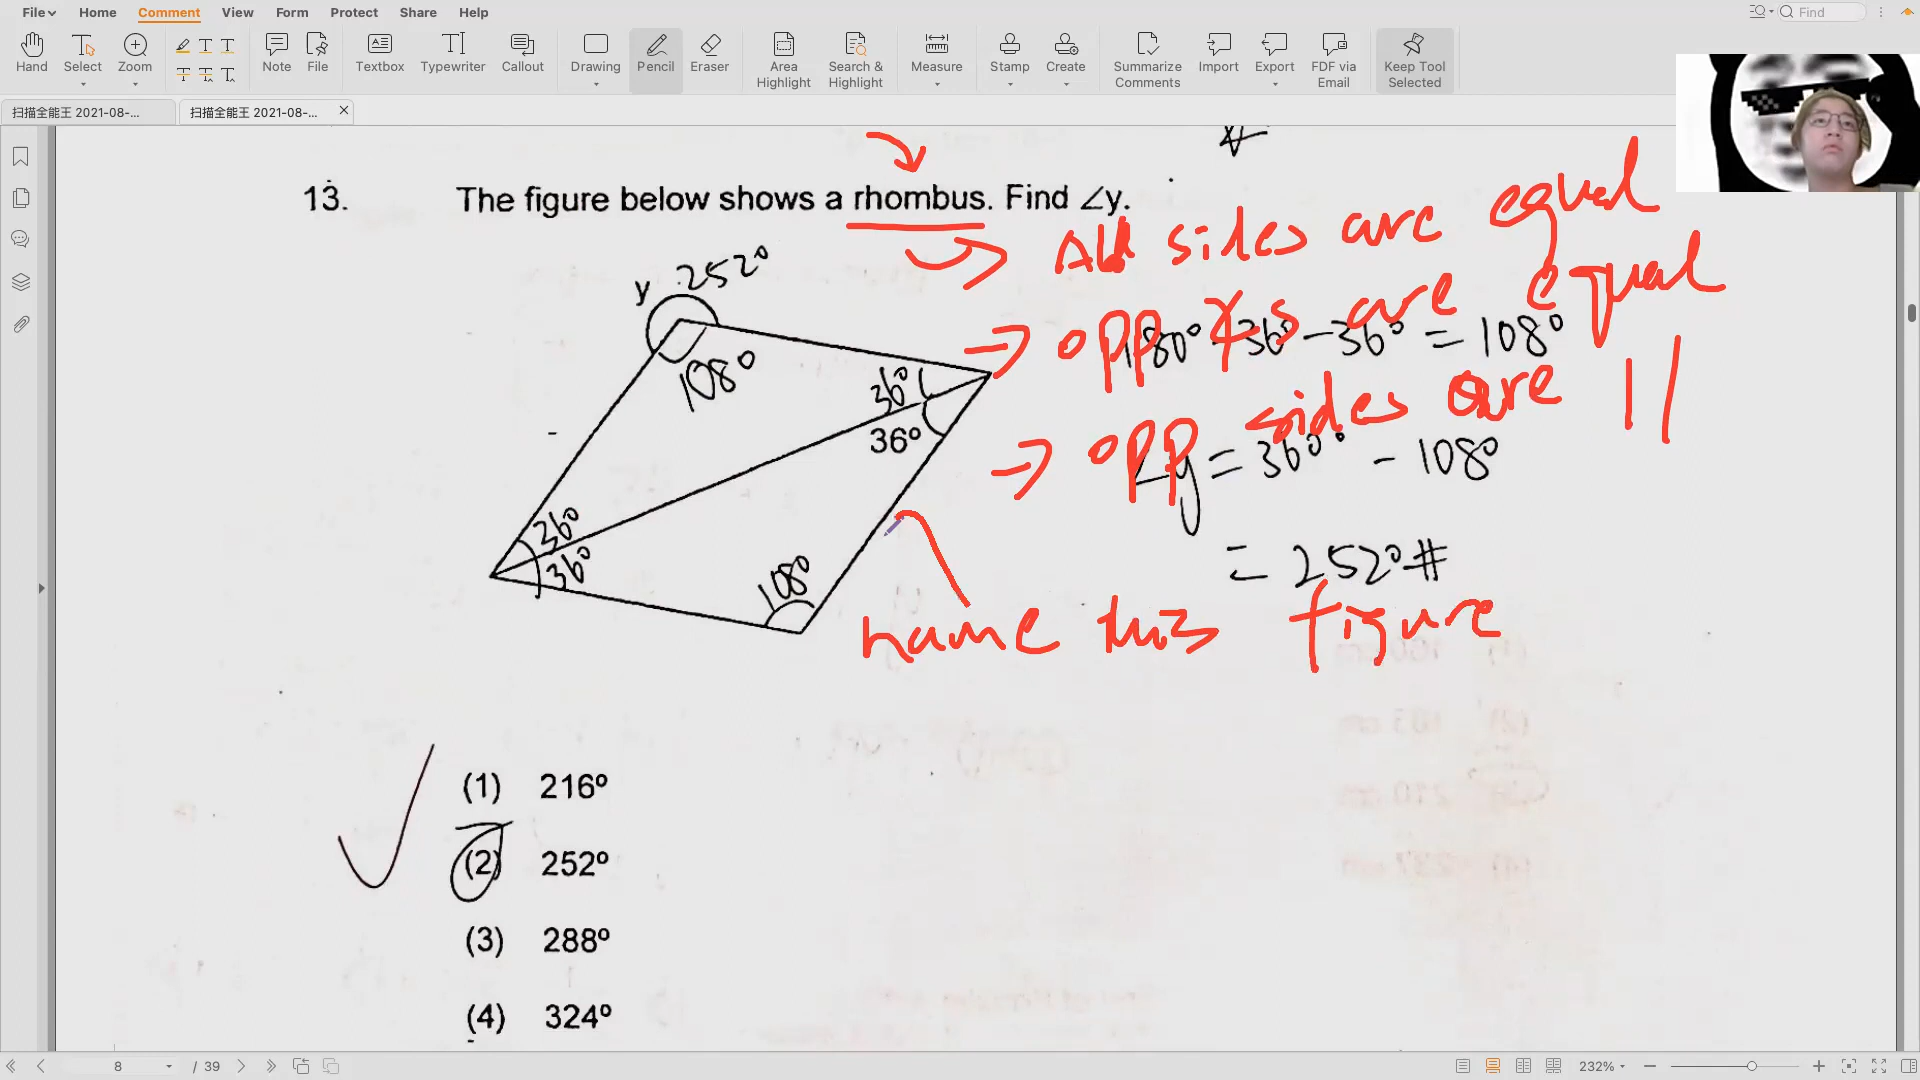 File Home Comment View Form Protect Share Help Find
Hand Select Zoom Note File Textbox Typewriter Callout Drawing Pencil Eraser Area Highlight Search & Highlight Measure Stamp Create Summarize Comments Import Export FDF via Email Keep Tool Selected
扫描全能王 2021-08-... 扫描全能王 2021-08-...
13. The figure below shows a rhombus. Find ∠y.
All sides are equal
y 252°
opp ∠s are equal
180° - 36° - 36° = 108°
108°
36°
opp sides are //
36°
∠y = 360° - 108°
36°
36°
108°
= 252° #
name this figure
(1) 216º
(2) 252º
(3) 288º
(4) 324º
8 / 39 232%